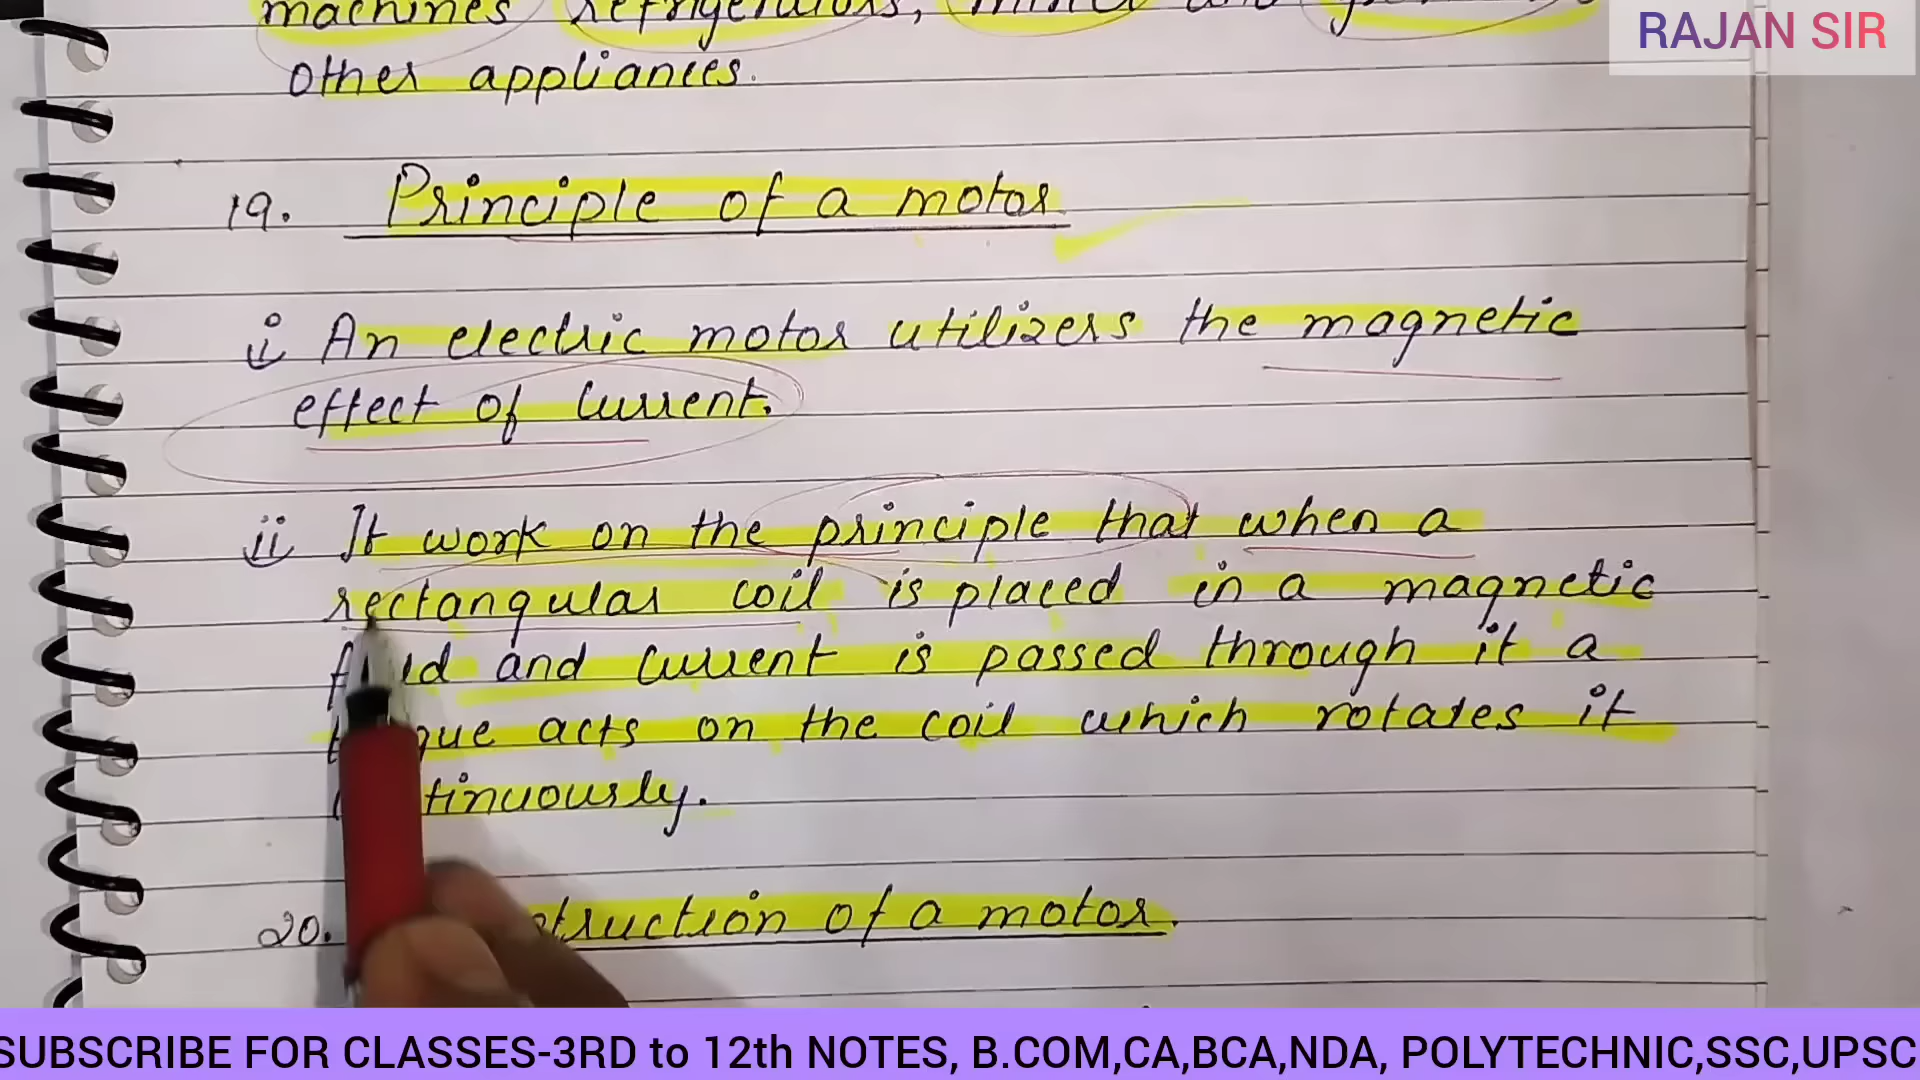 machines refrigerators,
RAJAN SIR
other appliances.
19. Principle of a motor
i An electric motor utilizers the magnetic
effect of current.
ii It work on the principle that when a
rectangular coil is placed in a magnetic
and current is passed through it a
acts on the coil which rotates it
20. of a motor.
SUBSCRIBE FOR CLASSES-3RD to 12th NOTES, B.COM,CA,BCA,NDA, POLYTECHNIC,SSC,UPSC